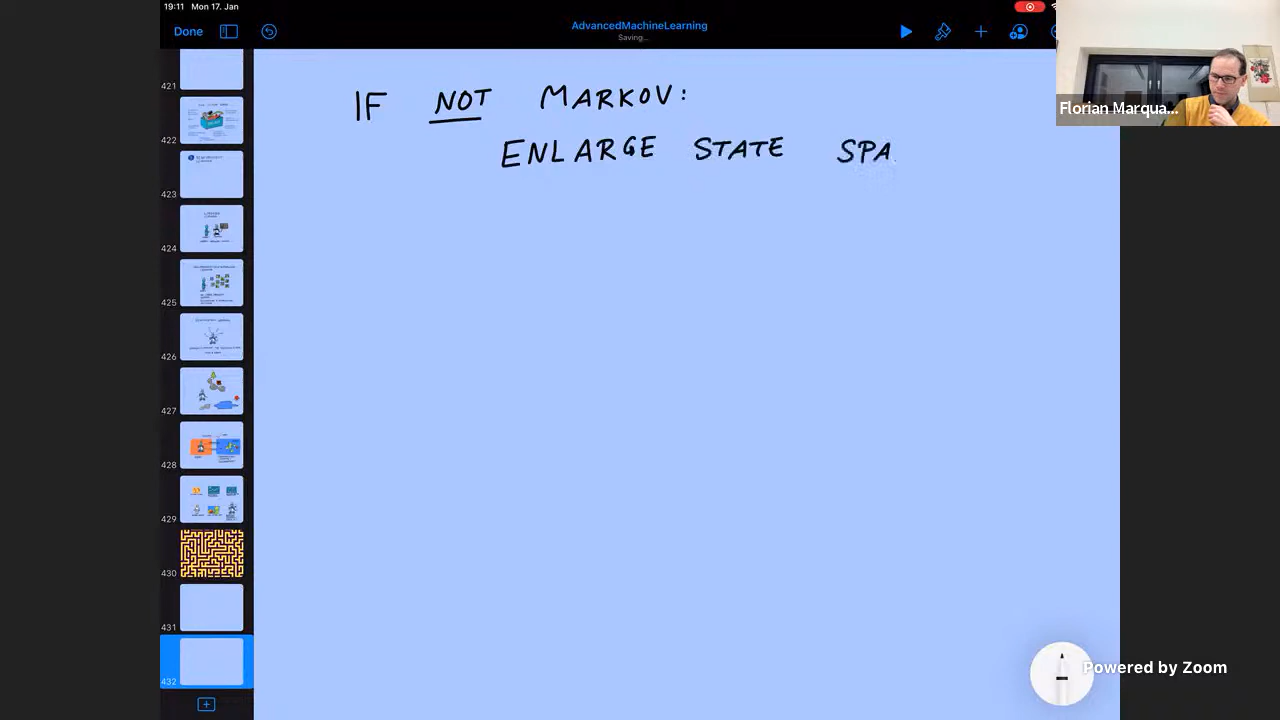 19:11 Mon 17. Jan
Done
AdvancedMachineLearning
Saving...
Florian Marqua...
IF NOT MARKOV:
ENLARGE STATE SPA
421
422
423
424
425
426
427
428
429
430
431
432
Powered by Zoom